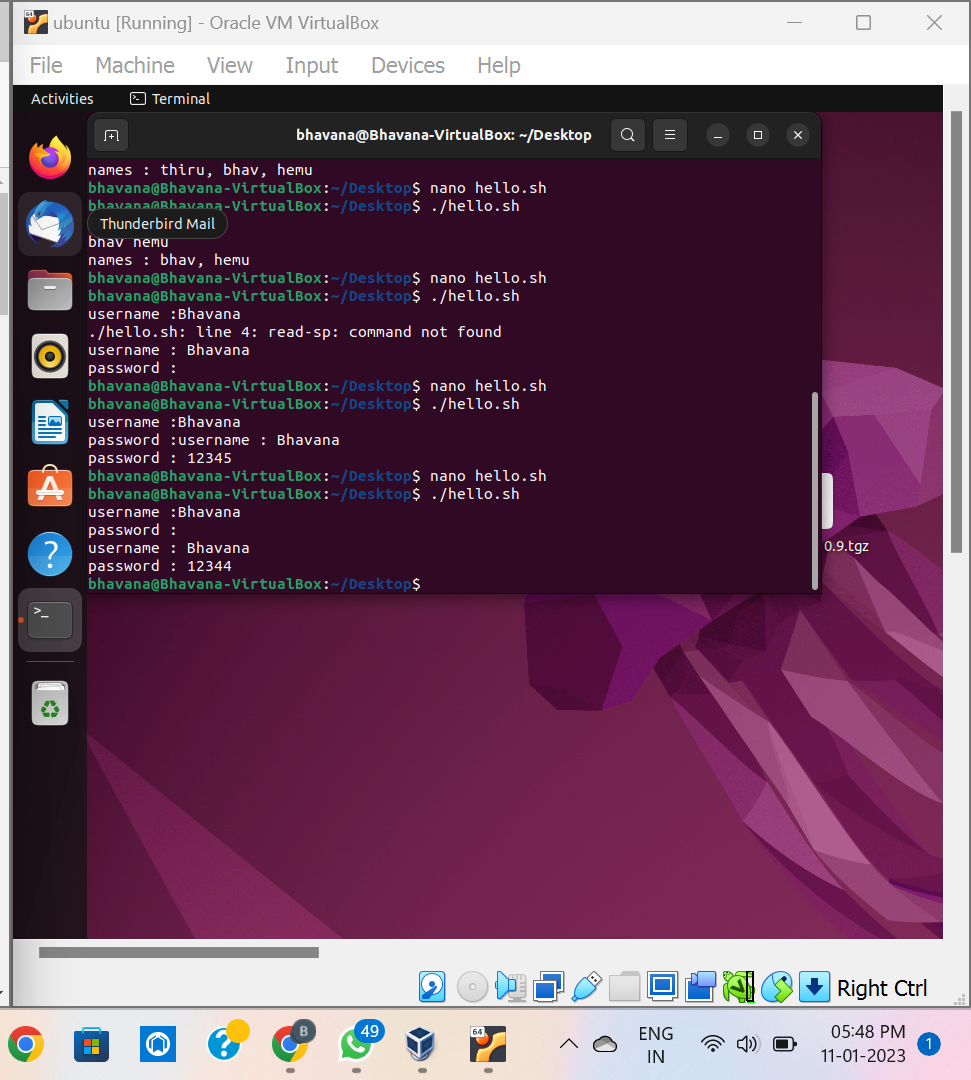 64
ubuntu [Running] - Oracle VM VirtualBox
File Machine View Input Devices Help
Activities Terminal
bhavana@Bhavana-VirtualBox: ~/Desktop
names : thiru, bhav, hemu
bhavana@Bhavana-VirtualBox:~/Desktop$ nano hello.sh
bhavana@Bhavana-VirtualBox:~/Desktop$ ./hello.sh
Thunderbird Mail
bhav hemu
names : bhav, hemu
bhavana@Bhavana-VirtualBox:~/Desktop$ nano hello.sh
bhavana@Bhavana-VirtualBox:~/Desktop$ ./hello.sh
username :Bhavana
./hello.sh: line 4: read-sp: command not found
username : Bhavana
password :
bhavana@Bhavana-VirtualBox:~/Desktop$ nano hello.sh
bhavana@Bhavana-VirtualBox:~/Desktop$ ./hello.sh
username :Bhavana
password :username : Bhavana
password : 12345
bhavana@Bhavana-VirtualBox:~/Desktop$ nano hello.sh
bhavana@Bhavana-VirtualBox:~/Desktop$ ./hello.sh
username :Bhavana
password :
username : Bhavana
password : 12344
bhavana@Bhavana-VirtualBox:~/Desktop$
0.9.tgz
Right Ctrl
B
49
64
ENG
IN
05:48 PM
11-01-2023
1